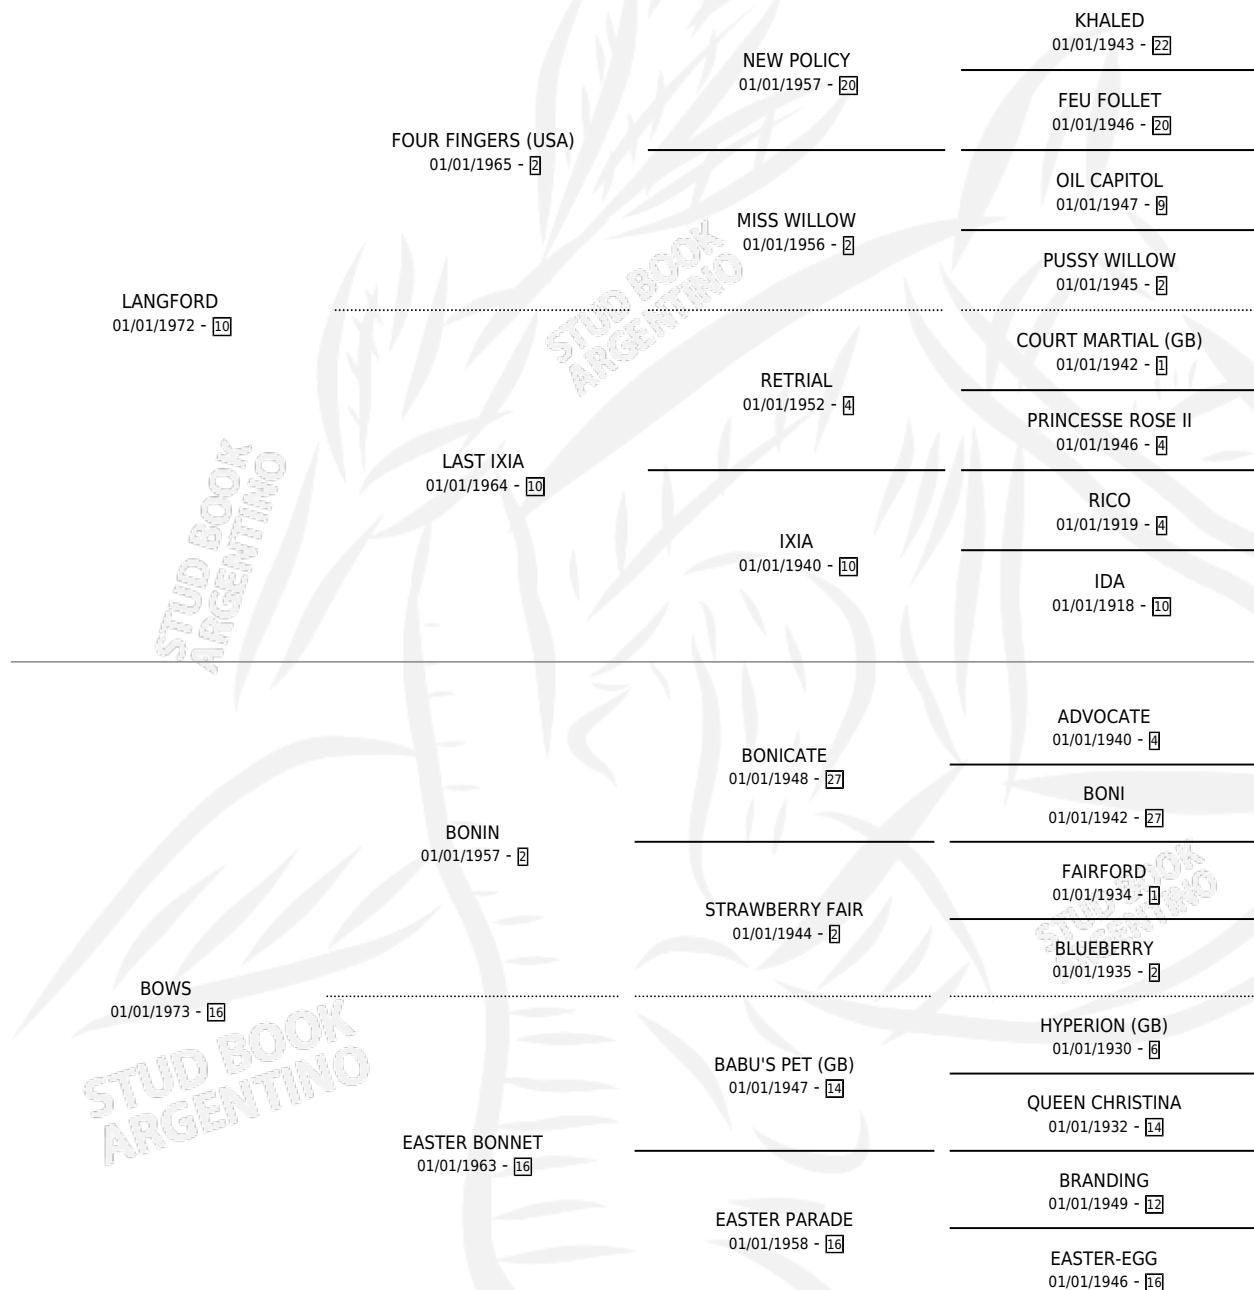 KHALED
01/01/1943 - 22
NEW POLICY
01/01/1957 - 20
FEU FOLLET
01/01/1946 - 20
FOUR FINGERS (USA)
01/01/1965 - 2
OIL CAPITOL
01/01/1947 - 9
MISS WILLOW
01/01/1956 - 2
PUSSY WILLOW
01/01/1945 - 2
LANGFORD
01/01/1972 - 10
STUD BOOK
ARGENTINO
COURT MARTIAL (GB)
01/01/1942 - 1
RETRIAL
01/01/1952 - 4
PRINCESSE ROSE II
01/01/1946 - 4
LAST IXIA
01/01/1964 - 10
RICO
01/01/1919 - 4
IXIA
01/01/1940 - 10
IDA
01/01/1918 - 10
STUD BOOK
ARGENTINO
ADVOCATE
01/01/1940 - 4
BONICATE
01/01/1948 - 27
BONI
01/01/1942 - 27
BONIN
01/01/1957 - 2
FAIRFORD
01/01/1934 - 1
STRAWBERRY FAIR
01/01/1944 - 2
BLUEBERRY
01/01/1935 - 2
STUD BOOK
ARGENTINO
BOWS
01/01/1973 - 16
HYPERION (GB)
01/01/1930 - 6
BABU'S PET (GB)
01/01/1947 - 14
QUEEN CHRISTINA
01/01/1932 - 14
STUD BOOK
ARGENTINO
EASTER BONNET
01/01/1963 - 16
BRANDING
01/01/1949 - 12
EASTER PARADE
01/01/1958 - 16
EASTER-EGG
01/01/1946 - 16